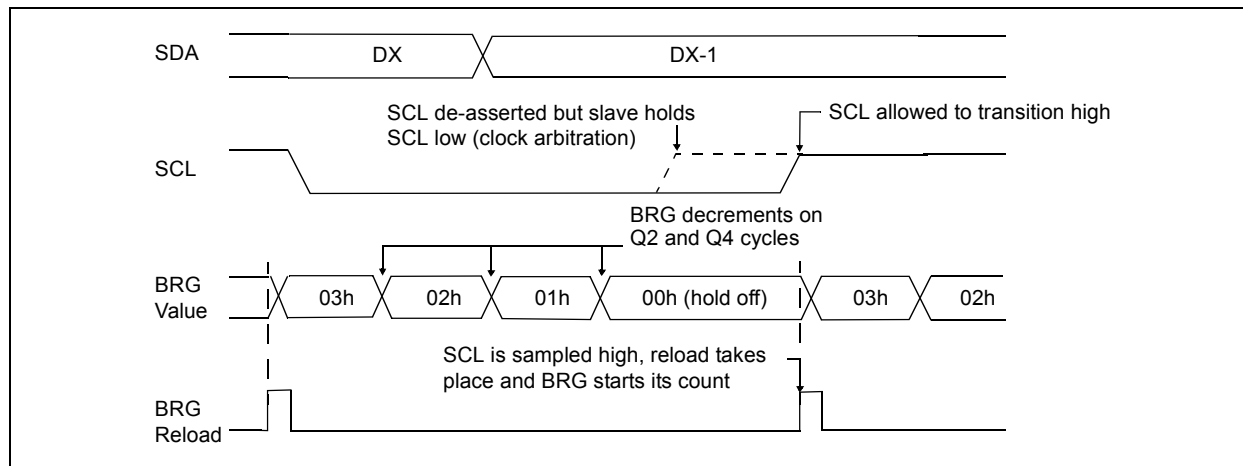 SDA
DX
DX-1
SCL de-asserted but slave holds
SCL low (clock arbitration)
SCL allowed to transition high
SCL
BRG decrements on
Q2 and Q4 cycles
BRG
Value
03h
02h
01h
00h (hold off)
03h
02h
SCL is sampled high, reload takes
place and BRG starts its count
BRG
Reload